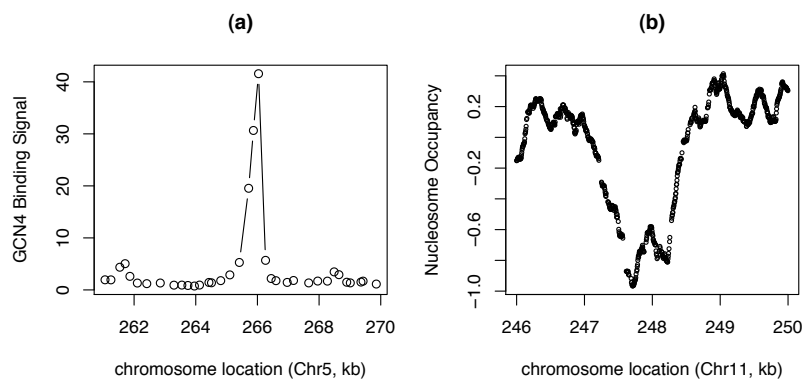 (a)
GCN4 Binding Signal
40
30
20
10
0
262 264 266 268 270
chromosome location (Chr5, kb)
(b)
Nucleosome Occupancy
0.2
−0.2
−0.6
−1.0
246 247 248 249 250
chromosome location (Chr11, kb)